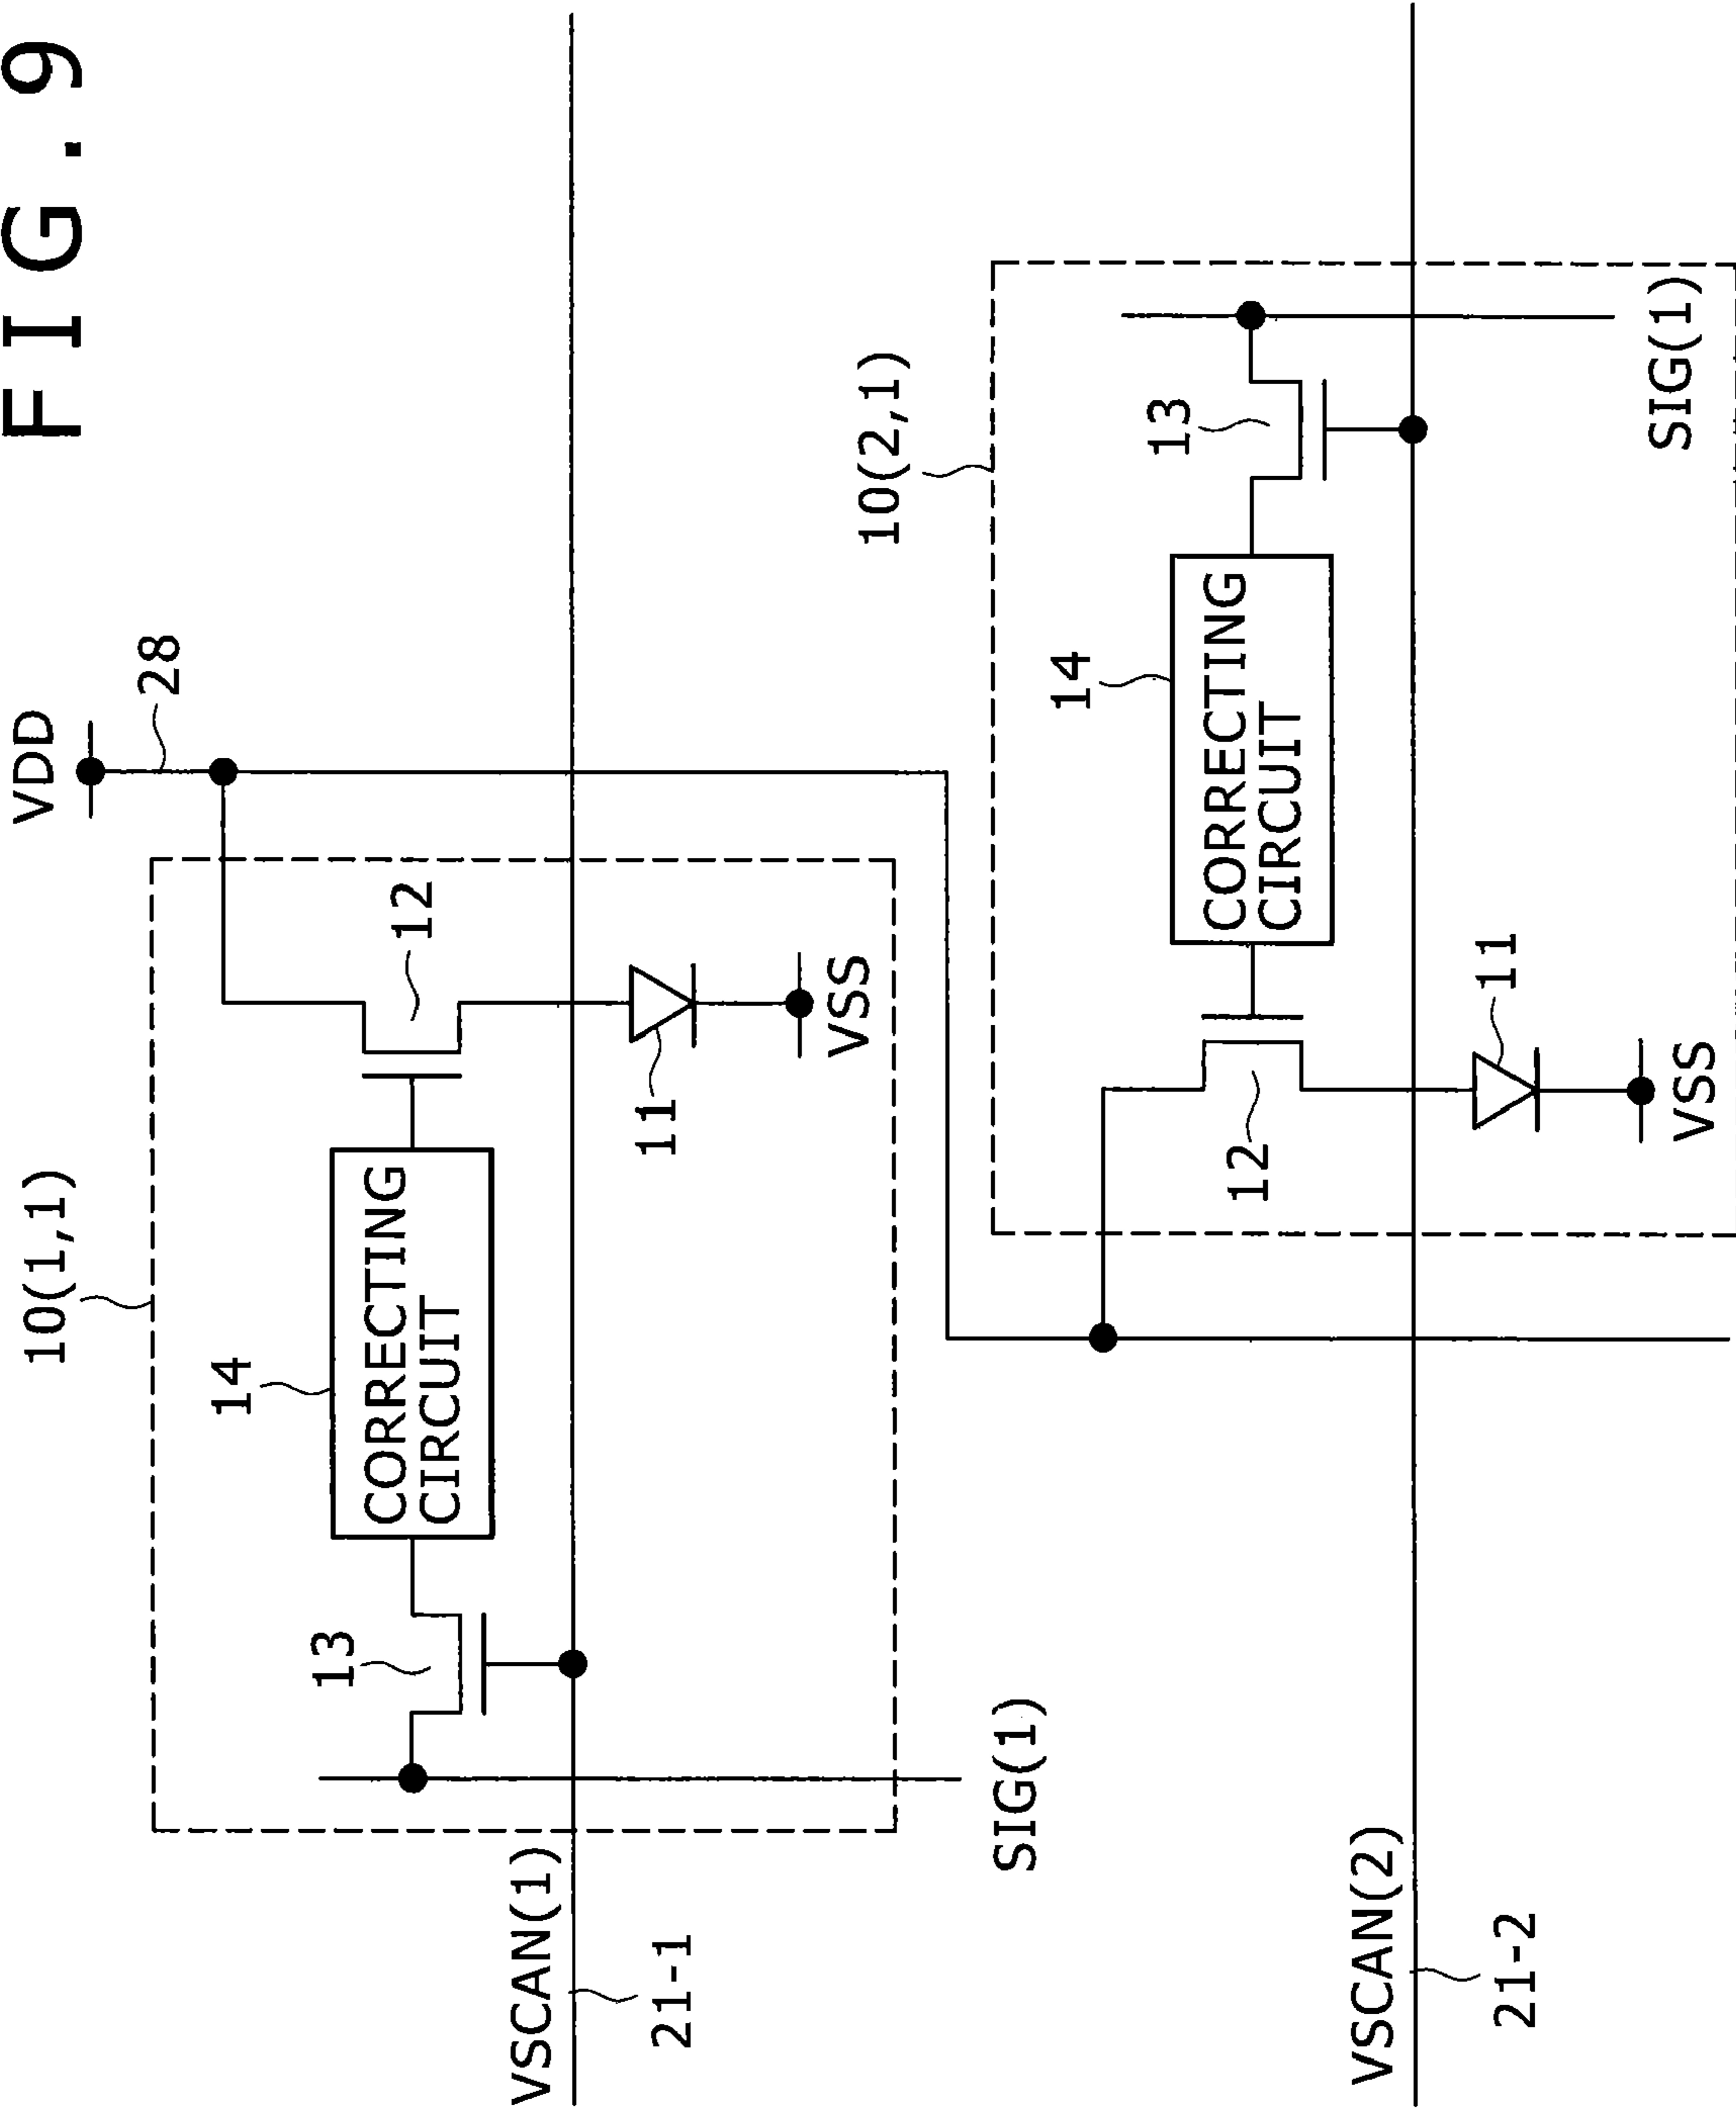 FIG.9
VDD
28
10(1,1)
14
CORRECTING
CIRCUIT
12
13
11
VSS
VSCAN(1)
21-1
SIG(1)
10(2,1)
14
CORRECTING
CIRCUIT
13
12
11
VSS
SIG(1)
VSCAN(2)
21-2